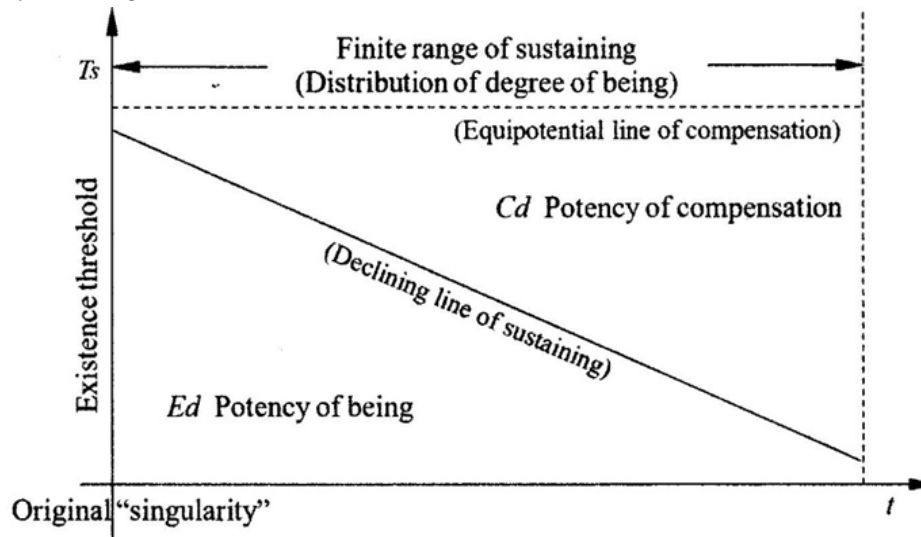 Finite range of sustaining
Ts
(Distribution of degree of being)
(Equipotential line of compensation)
Cd Potency of compensation
(Declining line of sustaining)
Existence threshold
Ed Potency of being
Original “singularity”
t